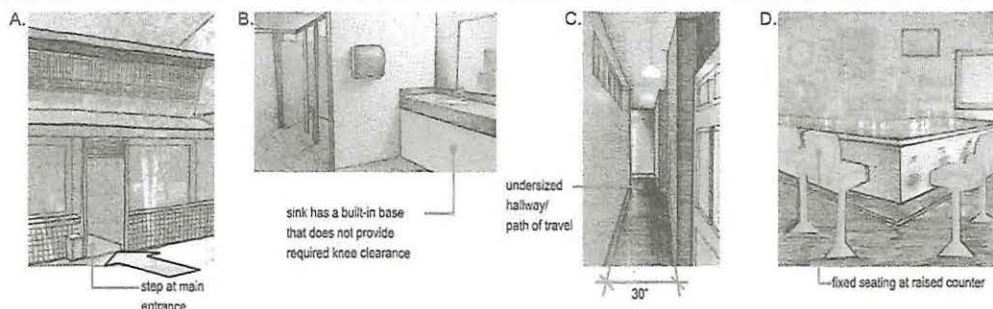 A.
B.
C.
D.
step at main
entrance
sink has a built-in base
that does not provide
required knee clearance
undersized
hallway/
path of travel
30"
fixed seating at raised counter